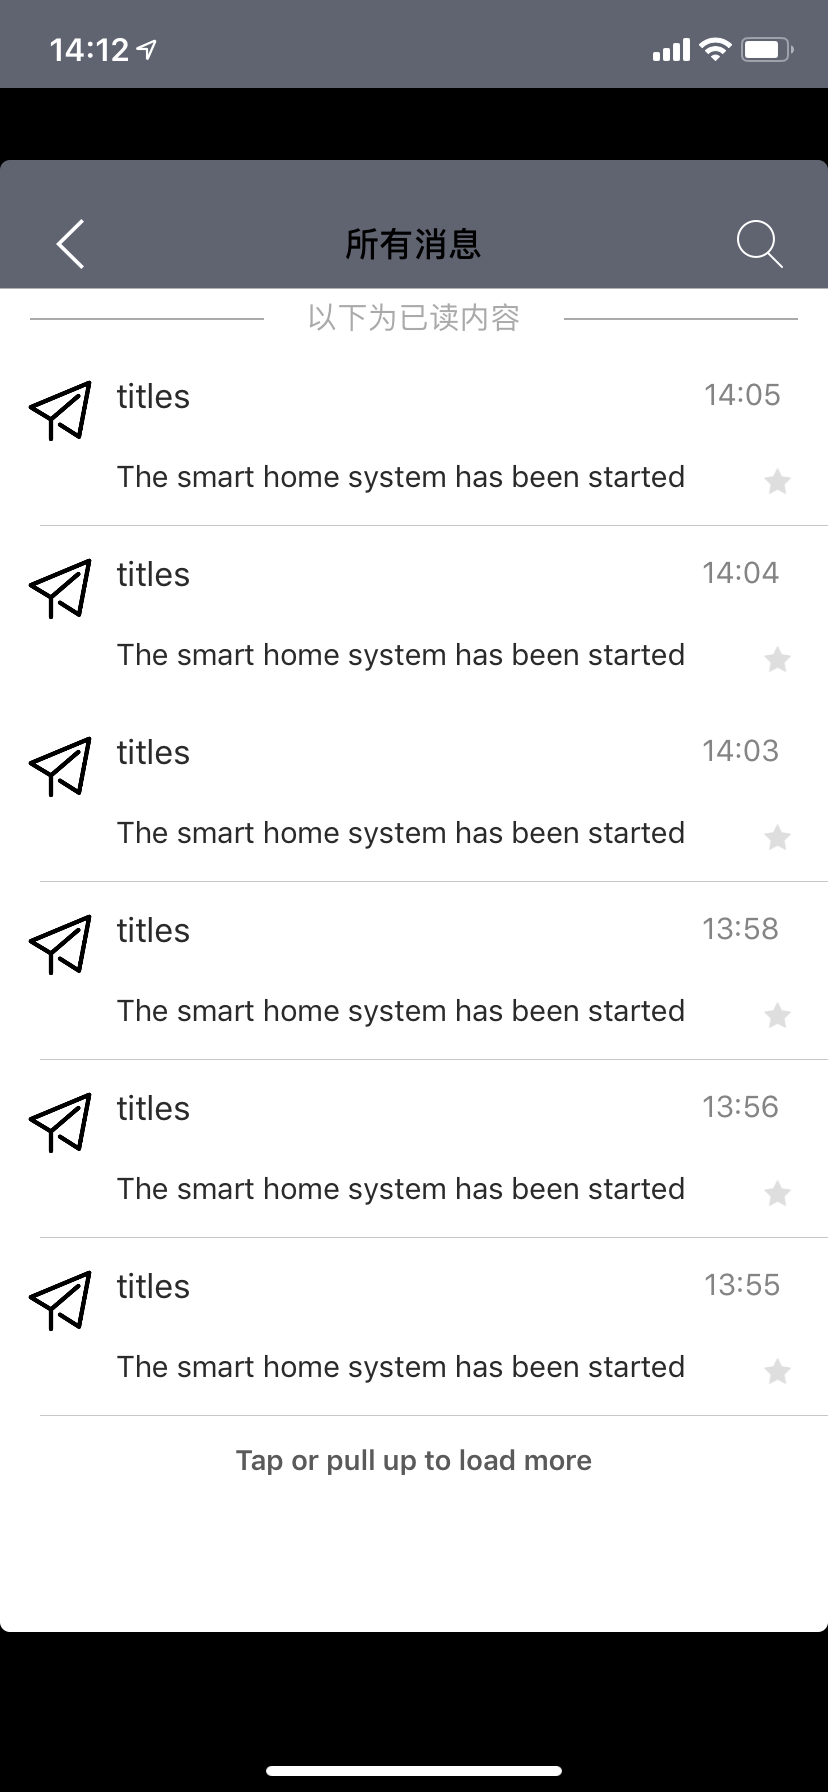 14:12
所有消息
以下为已读内容
titles 14:05
The smart home system has been started
titles 14:04
The smart home system has been started
titles 14:03
The smart home system has been started
titles 13:58
The smart home system has been started
titles 13:56
The smart home system has been started
titles 13:55
The smart home system has been started
Tap or pull up to load more